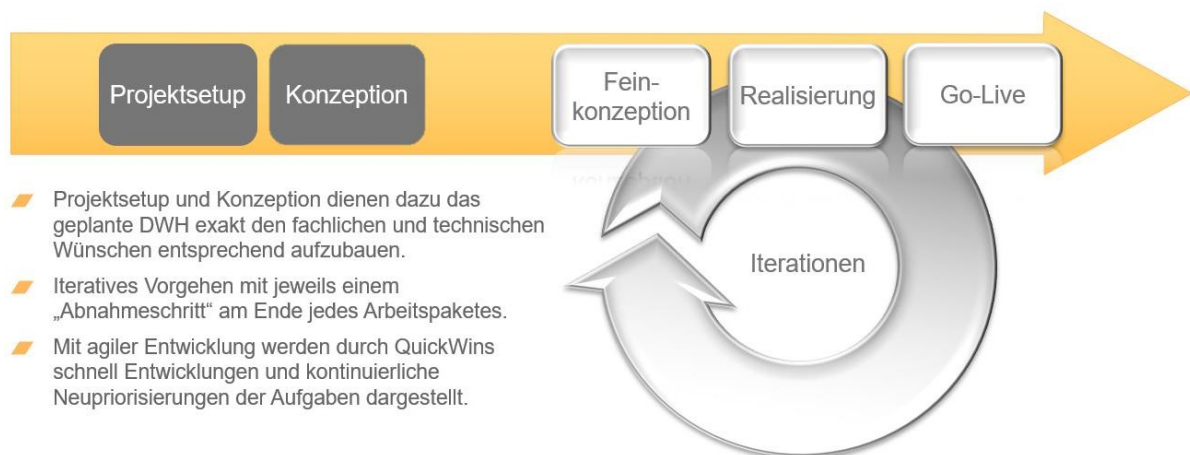 Projektsetup
Konzeption
Fein-
konzeption
Realisierung
Go-Live
Projektsetup und Konzeption dienen dazu das
geplante DWH exakt den fachlichen und technischen
Wünschen entsprechend aufzubauen.
Iteratives Vorgehen mit jeweils einem
„Abnahmeschritt“ am Ende jedes Arbeitspaketes.
Mit agiler Entwicklung werden durch QuickWins
schnell Entwicklungen und kontinuierliche
Neupriorisierungen der Aufgaben dargestellt.
Iterationen